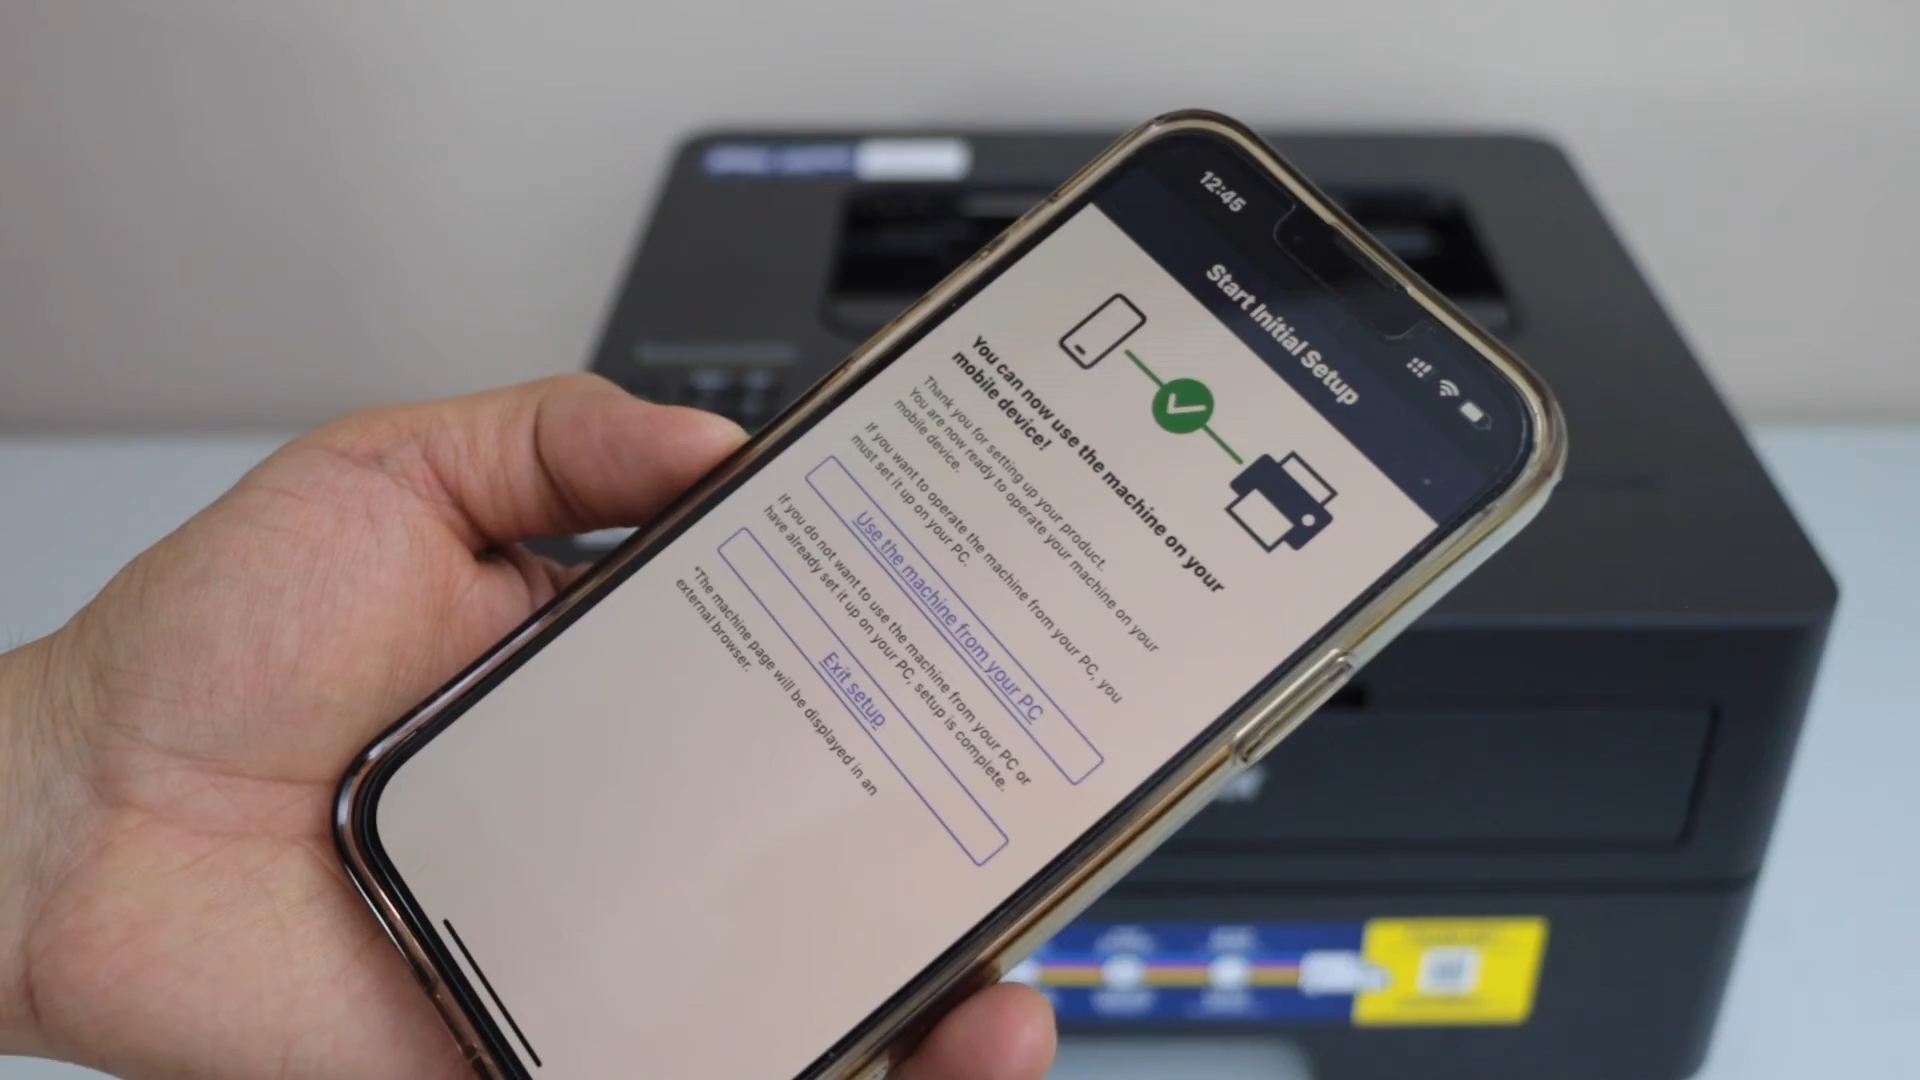 12:45
Start Initial Setup
You can now use the machine on your
mobile device!
Thank you for setting up your product.
You are now ready to operate your machine on your
mobile device.
If you want to operate the machine from your PC, you
must set it up on your PC.
Use the machine from your PC
If you do not want to use the machine from your PC or
have already set it up on your PC, setup is complete.
Exit setup
*The machine page will be displayed in an
external browser.